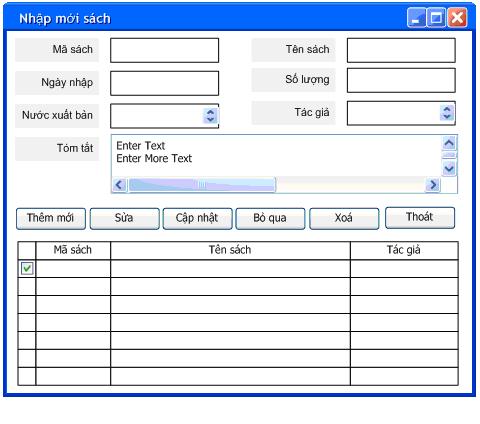 Nhập mới sách
Mã sách
Tên sách
Ngày nhập
Số lượng
Nước xuất bản
Tác giả
Tóm tắt
Enter Text
Enter More Text
Thêm mới Sửa Cập nhật Bỏ qua Xoá Thoát
Mã sách Tên sách Tác giả